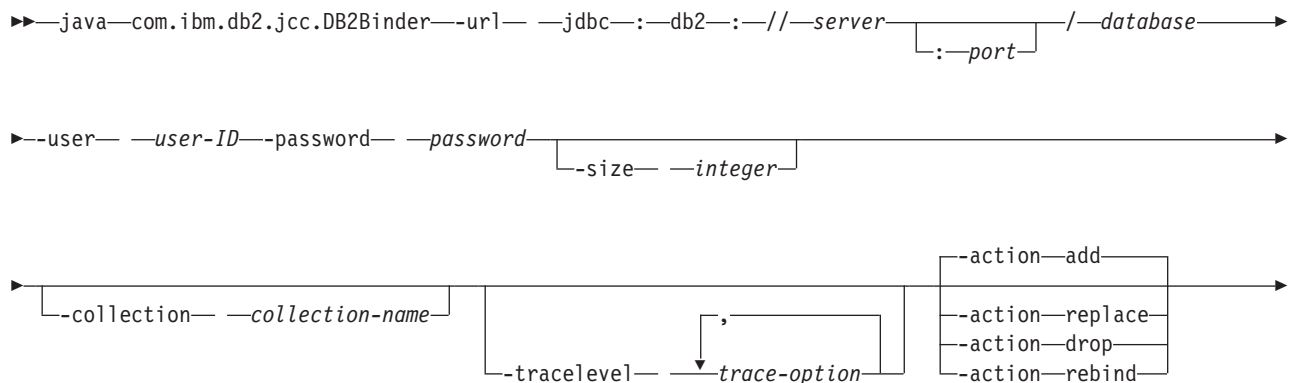 java com.ibm.db2.jcc.DB2Binder -url jdbc : db2 : // server / database
: port
-user user-ID -password password
-size integer
-action add
-collection collection-name , -action replace
-action drop
-tracelevel trace-option -action rebind